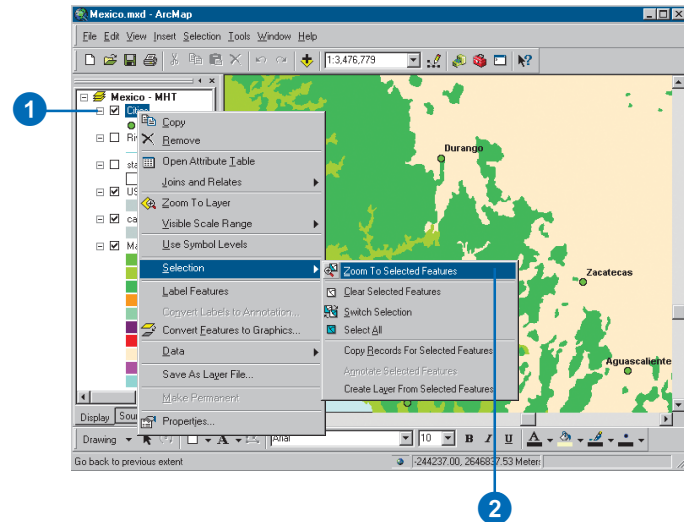 Mexico.mxd - ArcMap
File Edit View Insert Selection Tools Window Help
1:3,476,779
1
Mexico - MHT
Cities
Copy
Remove
Open Attribute Table
Joins and Relates
Zoom To Layer
Visible Scale Range
Use Symbol Levels
Selection
Label Features
Convert Labels to Annotation...
Convert Features to Graphics...
Data
Save As Layer File...
Make Permanent
Properties...
Zoom To Selected Features
Clear Selected Features
Switch Selection
Select All
Copy Records For Selected Features
Annotate Selected Features
Create Layer From Selected Features
Durango
Zacatecas
Aguascaliente
Display
Drawing
Arial
10
B I U A
Go back to previous extent
-244237.00, 2646837.53 Meters
2